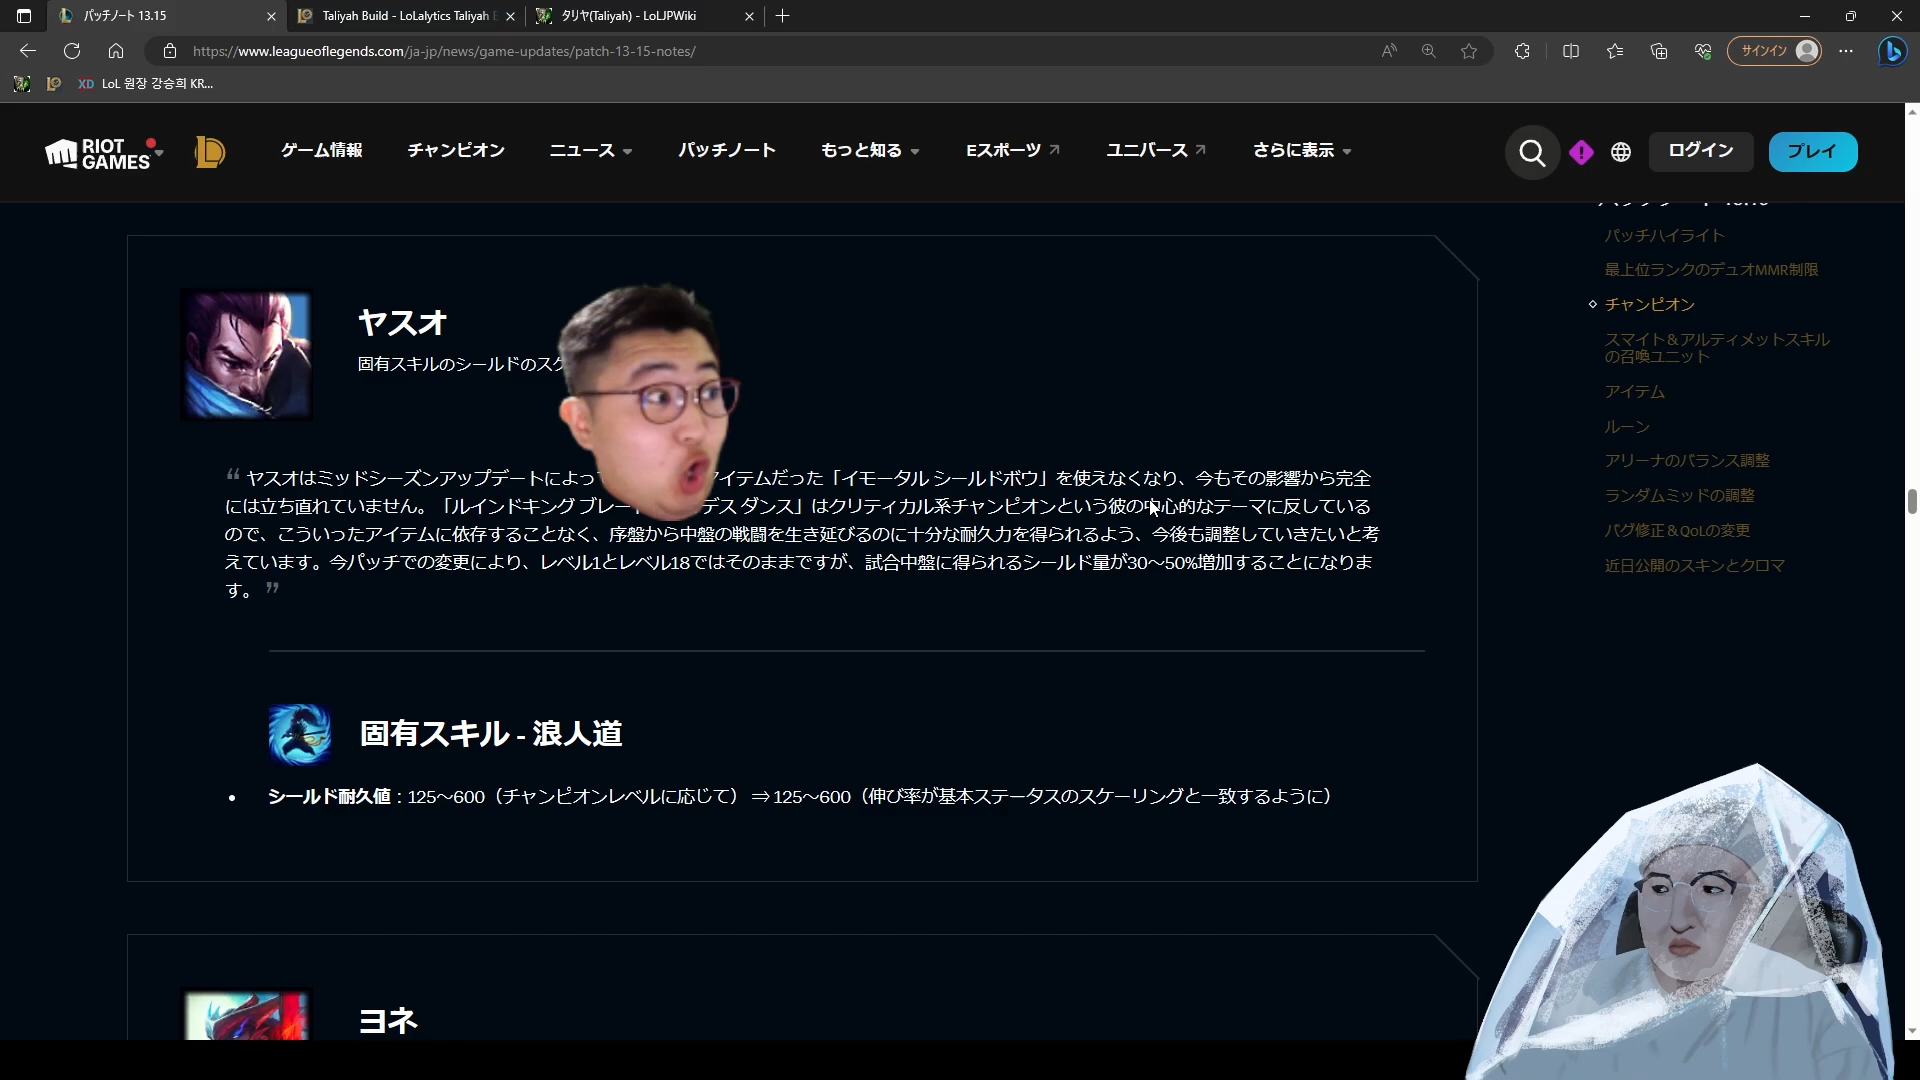 パッチノート 13.15
Taliyah Build - LoLalytics Taliyah
タリヤ(Taliyah) - LoLJPWiki
https://www.leagueoflegends.com/ja-jp/news/game-updates/patch-13-15-notes/
サインイン
XD LoL 원장 강승희 KR...
RIOT GAMES
ゲーム情報 チャンピオン ニュース パッチノート もっと知る Eスポーツ ユニバース さらに表示
ログイン
プレイ
パッチハイライト
最上位ランクのデュオMMR制限
チャンピオン
スマイト＆アルティメットスキル
の召喚ユニット
アイテム
ルーン
アリーナのバランス調整
ランダムミッドの調整
バグ修正＆QoLの変更
近日公開のスキンとクロマ
ヤスオ
固有スキルのシールドのスケ
“ ヤスオはミッドシーズンアップデートによっ アイテムだった「イモータル シールドボウ」を使えなくなり、今もその影響から完全
には立ち直れていません。「ルインドキング ブレー デス ダンス」はクリティカル系チャンピオンという彼の中心的なテーマに反している
ので、こういったアイテムに依存することなく、序盤から中盤の戦闘を生き延びるのに十分な耐久力を得られるよう、今後も調整していきたいと考
えています。今パッチでの変更により、レベル1とレベル18ではそのままですが、試合中盤に得られるシールド量が30～50%増加することになりま
す。 ”
固有スキル - 浪人道
• シールド耐久値：125～600（チャンピオンレベルに応じて） ⇒ 125～600（伸び率が基本ステータスのスケーリングと一致するように）
ヨネ